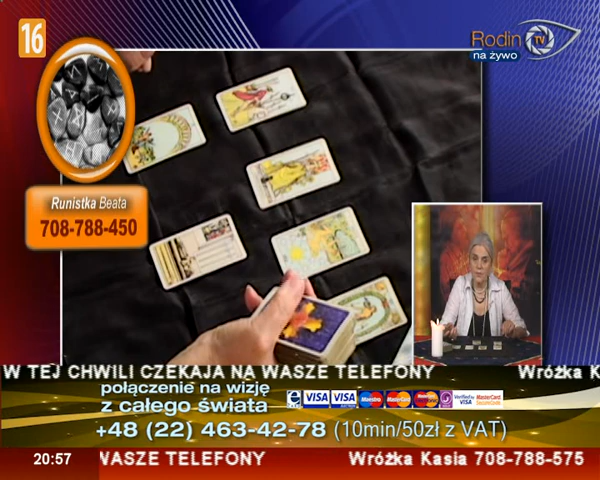 16
Rodin TV
na żywo
Runistka Beata
708-788-450
W TEJ CHWILI CZEKAJA NA WASZE TELEFONY Wróżka K
połączenie na wizję
z całego świata
VISA VISA Maestro MasterCard Verified by VISA MasterCard SecureCode
+48 (22) 463-42-78 (10min/50zł z VAT)
20:57 WASZE TELEFONY Wróżka Kasia 708-788-575